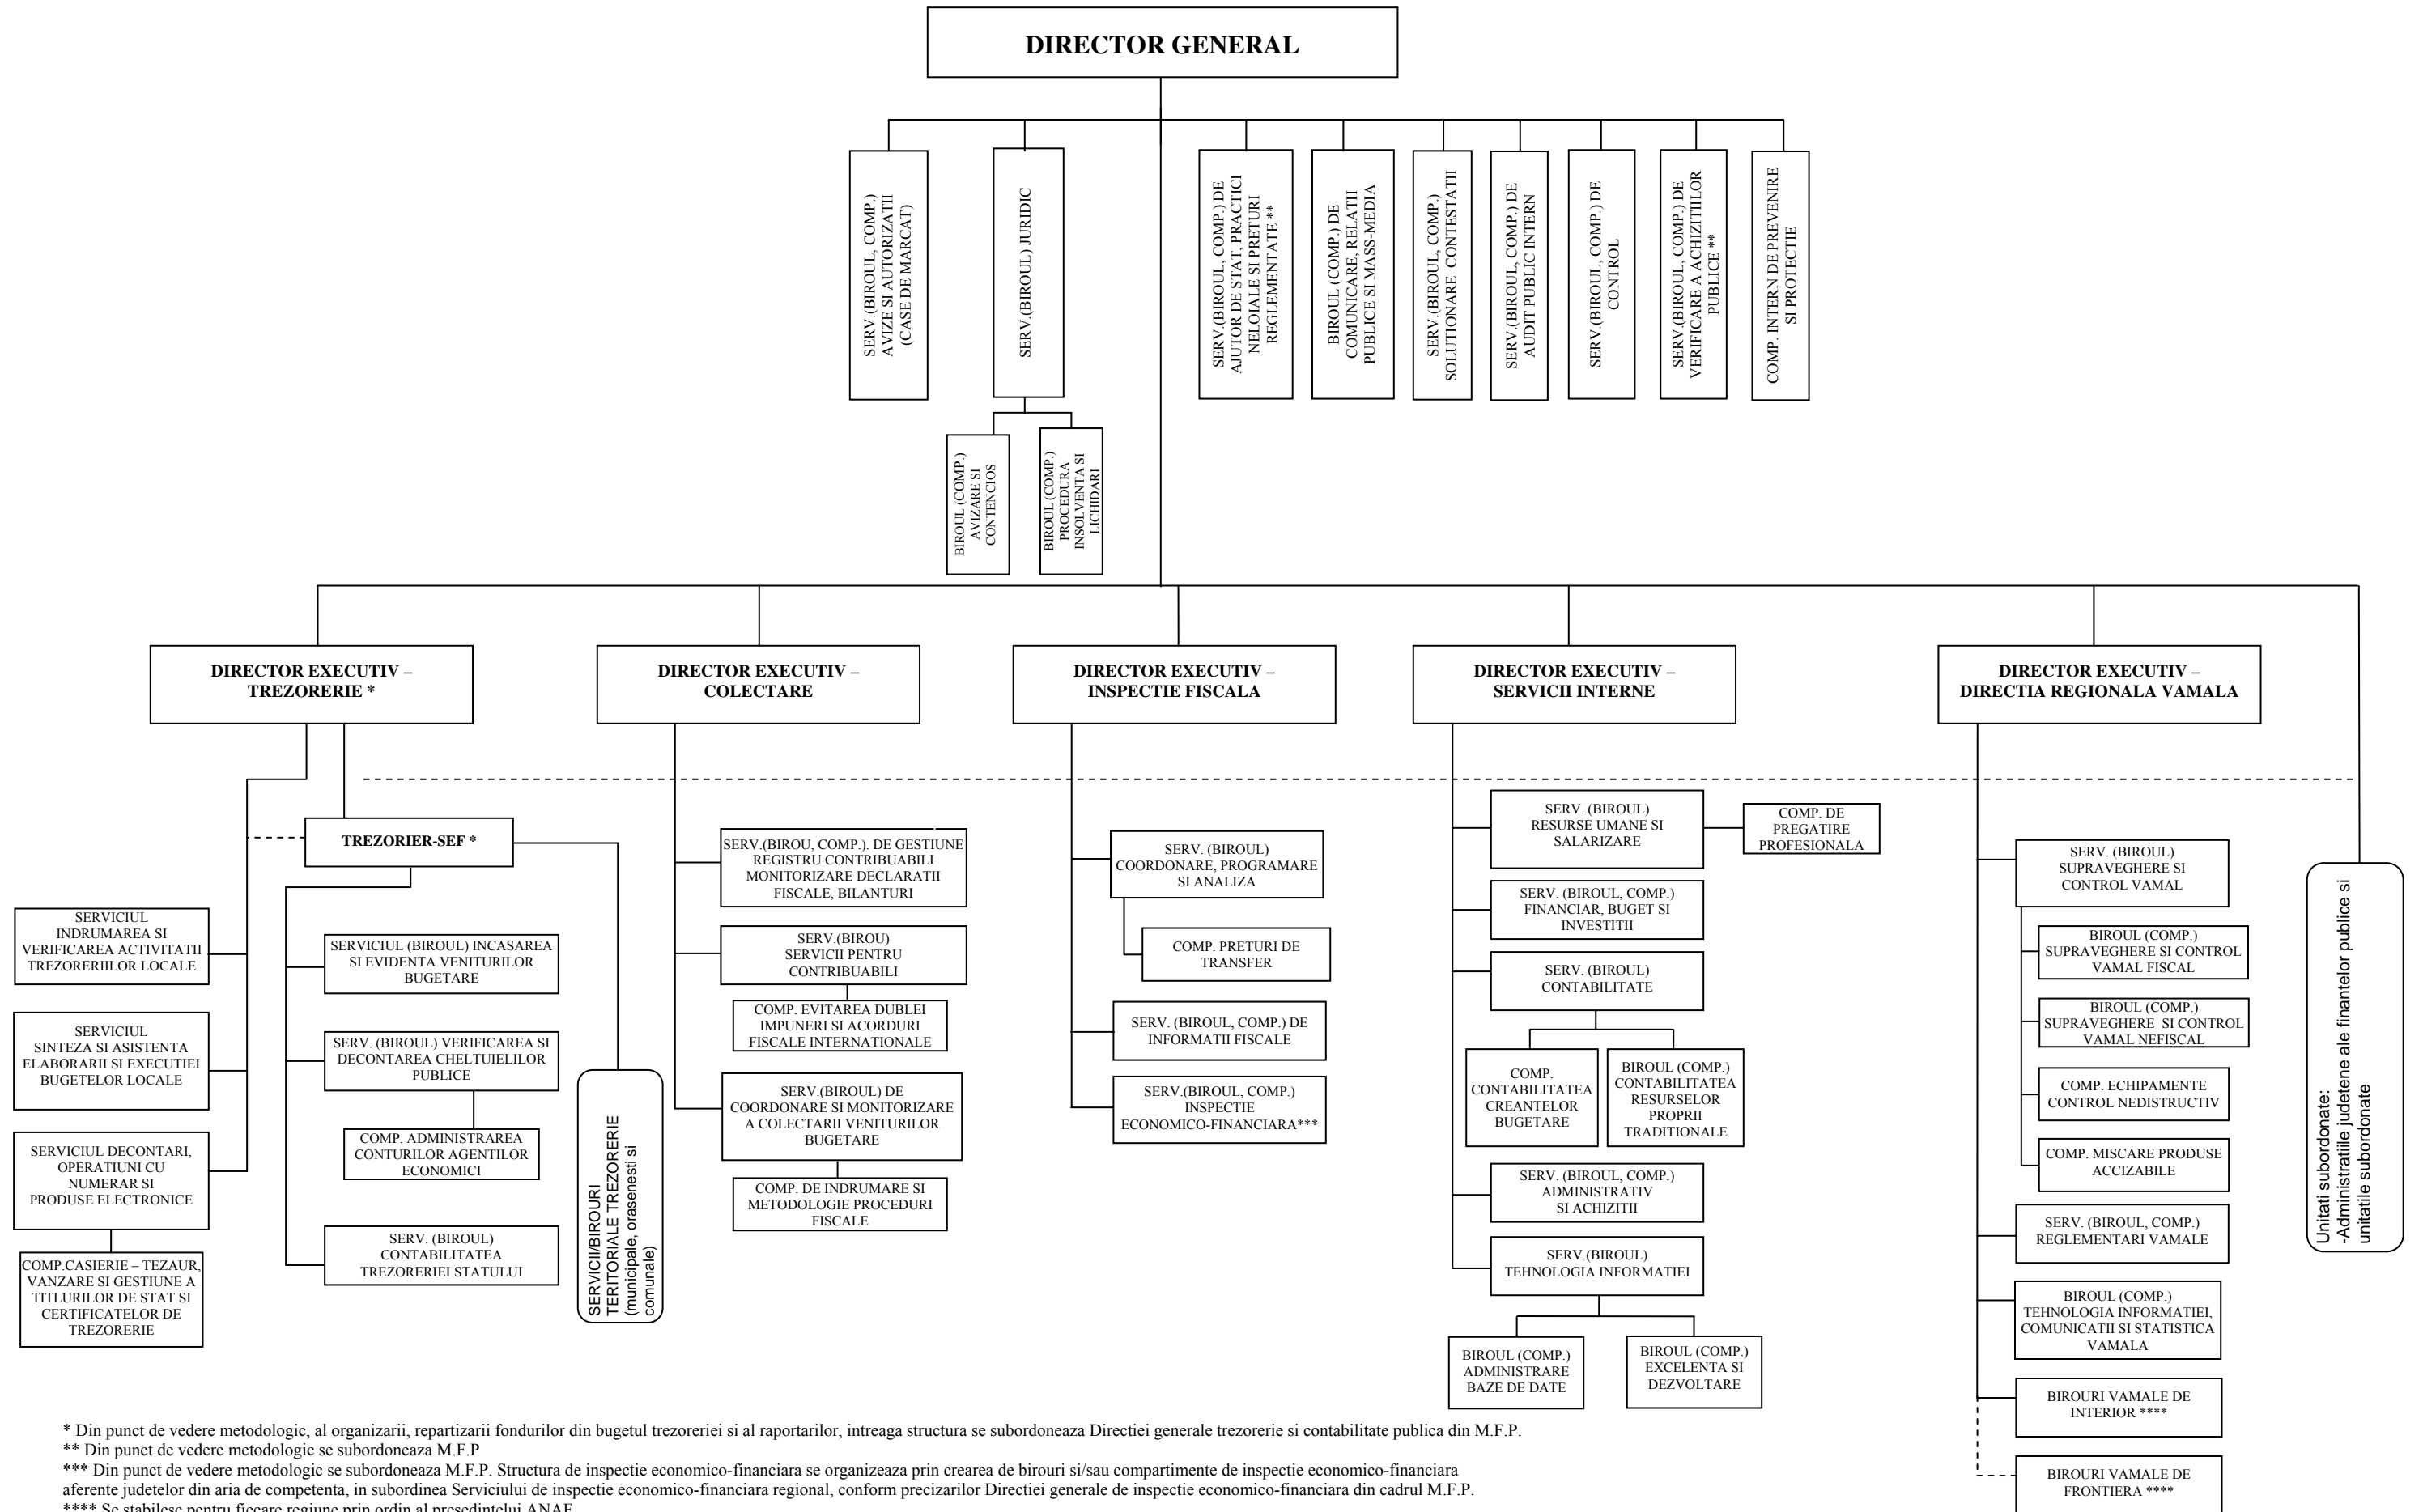 DIRECTOR GENERAL
SERV.(BIROUL, COMP.)
AVIZE SI AUTORIZATII
(CASE DE MARCAT)
SERV.(BIROUL) JURIDIC
SERV.(BIROUL, COMP.) DE
AJUTOR DE STAT, PRACTICI
NELOIALE SI PRETURI
REGLEMENTATE **
BIROUL (COMP.) DE
COMUNICARE, RELATII
PUBLICE SI MASS-MEDIA
SERV.(BIROUL, COMP.)
SOLUTIONARE CONTESTATII
SERV.(BIROUL, COMP.) DE
AUDIT PUBLIC INTERN
SERV.(BIROUL, COMP.) DE
CONTROL
SERV.(BIROUL, COMP.) DE
VERIFICARE A ACHIZITIILOR
PUBLICE **
COMP. INTERN DE PREVENIRE
SI PROTECTIE
BIROUL (COMP.)
AVIZARE SI
CONTENCIOS
BIROUL (COMP.)
PROCEDURA
INSOLVENTA SI
LICHIDARI
DIRECTOR EXECUTIV –
TREZORERIE *
DIRECTOR EXECUTIV –
COLECTARE
DIRECTOR EXECUTIV –
INSPECTIE FISCALA
DIRECTOR EXECUTIV –
SERVICII INTERNE
DIRECTOR EXECUTIV –
DIRECTIA REGIONALA VAMALA
TREZORIER-SEF *
SERVICIUL
INDRUMAREA SI
VERIFICAREA ACTIVITATII
TREZORERIILOR LOCALE
SERVICIUL
SINTEZA SI ASISTENTA
ELABORARII SI EXECUTIEI
BUGETELOR LOCALE
SERVICIUL DECONTARI,
OPERATIUNI CU
NUMERAR SI
PRODUSE ELECTRONICE
COMP.CASIERIE – TEZAUR,
VANZARE SI GESTIUNE A
TITLURILOR DE STAT SI
CERTIFICATELOR DE
TREZORERIE
SERVICIUL (BIROUL) INCASAREA
SI EVIDENTA VENITURILOR
BUGETARE
SERV. (BIROUL) VERIFICAREA SI
DECONTAREA CHELTUIELILOR
PUBLICE
COMP. ADMINISTRAREA
CONTURILOR AGENTILOR
ECONOMICI
SERV. (BIROUL)
CONTABILITATEA
TREZORERIEI STATULUI
SERVICII/BIROURI
TERITORIALE TREZORERIE
(municipale, orasenesti si
comunale)
SERV.(BIROU, COMP.). DE GESTIUNE
REGISTRU CONTRIBUABILI
MONITORIZARE DECLARATII
FISCALE, BILANTURI
SERV.(BIROU)
SERVICII PENTRU
CONTRIBUABILI
COMP. EVITAREA DUBLEI
IMPUNERI SI ACORDURI
FISCALE INTERNATIONALE
SERV.(BIROUL) DE
COORDONARE SI MONITORIZARE
A COLECTARII VENITURILOR
BUGETARE
COMP. DE INDRUMARE SI
METODOLOGIE PROCEDURI
FISCALE
SERV. (BIROUL)
COORDONARE, PROGRAMARE
SI ANALIZA
COMP. PRETURI DE
TRANSFER
SERV. (BIROUL, COMP.) DE
INFORMATII FISCALE
SERV.(BIROUL, COMP.)
INSPECTIE
ECONOMICO-FINANCIARA***
SERV. (BIROUL)
RESURSE UMANE SI
SALARIZARE
COMP. DE
PREGATIRE
PROFESIONALA
SERV. (BIROUL, COMP.)
FINANCIAR, BUGET SI
INVESTITII
SERV. (BIROUL)
CONTABILITATE
COMP.
CONTABILITATEA
CREANTELOR
BUGETARE
BIROUL (COMP.)
CONTABILITATEA
RESURSELOR
PROPRII
TRADITIONALE
SERV. (BIROUL, COMP.)
ADMINISTRATIV
SI ACHIZITII
SERV.(BIROUL)
TEHNOLOGIA INFORMATIEI
BIROUL (COMP.)
ADMINISTRARE
BAZE DE DATE
BIROUL (COMP.)
EXCELENTA SI
DEZVOLTARE
SERV. (BIROUL)
SUPRAVEGHERE SI
CONTROL VAMAL
BIROUL (COMP.)
SUPRAVEGHERE SI CONTROL
VAMAL FISCAL
BIROUL (COMP.)
SUPRAVEGHERE SI CONTROL
VAMAL NEFISCAL
COMP. ECHIPAMENTE
CONTROL NEDISTRUCTIV
COMP. MISCARE PRODUSE
ACCIZABILE
SERV. (BIROUL, COMP.)
REGLEMENTARI VAMALE
BIROUL (COMP.)
TEHNOLOGIA INFORMATIEI,
COMUNICATII SI STATISTICA
VAMALA
BIROURI VAMALE DE
INTERIOR ****
BIROURI VAMALE DE
FRONTIERA ****
Unitati subordonate:
-Administratiile judetene ale finantelor publice si
unitatile subordonate
* Din punct de vedere metodologic, al organizarii, repartizarii fondurilor din bugetul trezoreriei si al raportarilor, intreaga structura se subordoneaza Directiei generale trezorerie si contabilitate publica din M.F.P.
** Din punct de vedere metodologic se subordoneaza M.F.P
*** Din punct de vedere metodologic se subordoneaza M.F.P. Structura de inspectie economico-financiara se organizeaza prin crearea de birouri si/sau compartimente de inspectie economico-financiara
aferente judetelor din aria de competenta, in subordinea Serviciului de inspectie economico-financiara regional, conform precizarilor Directiei generale de inspectie economico-financiara din cadrul M.F.P.
**** Se stabilesc pentru fiecare regiune prin ordin al presedintelui ANAF